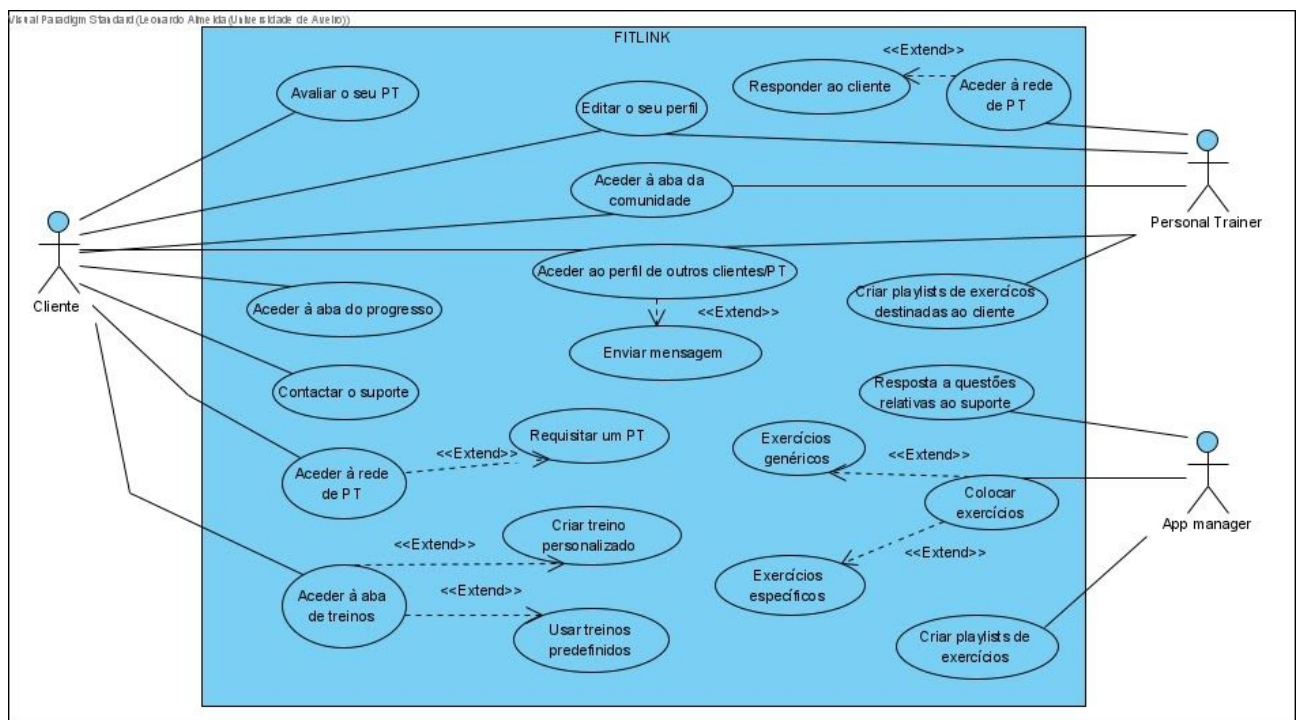 Visual Paradigm Standard (Leonardo Almeida(Universidade de Aveiro))
FITLINK
<<Extend>>
Avaliar o seu PT
Editar o seu perfil
Responder ao cliente
Aceder à rede
de PT
Aceder à aba da
comunidade
Personal Trainer
Aceder ao perfil de outros clientes/PT
Cliente
Aceder à aba do progresso
<<Extend>>
Criar playlists de exercícos
destinadas ao cliente
Enviar mensagem
Contactar o suporte
Resposta a questões
relativas ao suporte
Requisitar um PT
Exercícios
genéricos
<<Extend>>
<<Extend>>
Aceder à rede
de PT
Colocar
exercícios
App manager
Criar treino
personalizado
<<Extend>>
<<Extend>>
Aceder à aba
de treinos
<<Extend>>
Exercícios
específicos
Usar treinos
predefinidos
Criar playlists de
exercícios